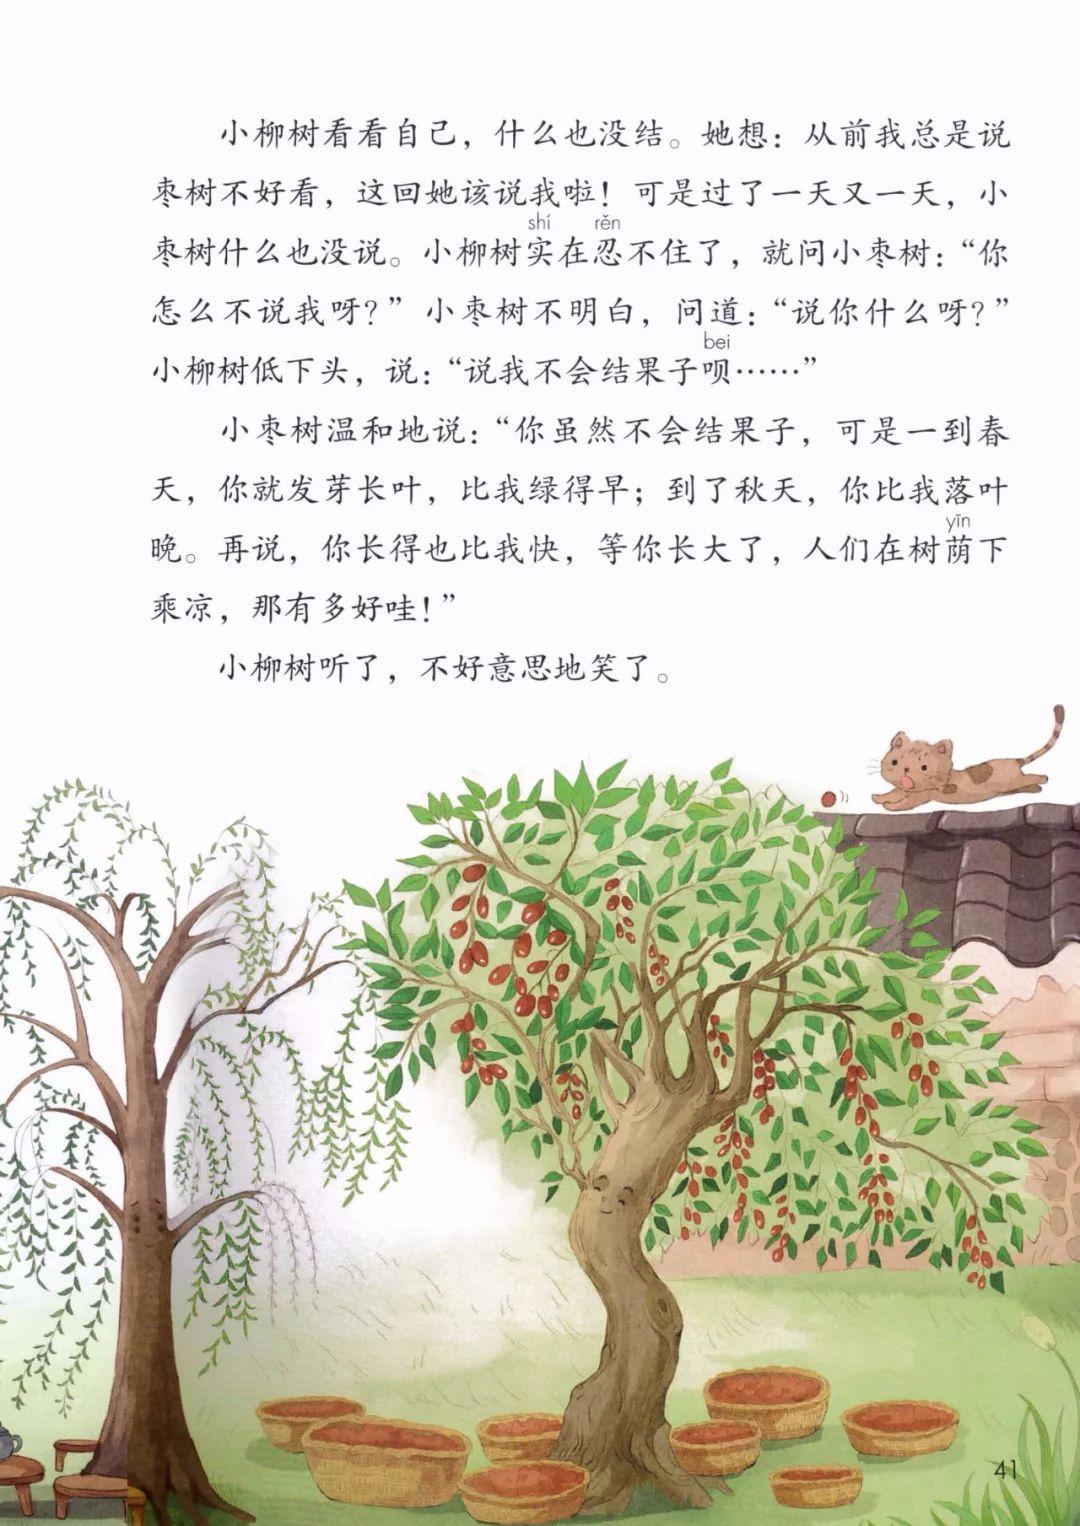 小柳树看看自己，什么也没结。她想：从前我总是说
枣树不好看，这回她该说我啦！可是过了一天又一天，小
shí rěn
枣树什么也没说。小柳树实在忍不住了，就问小枣树：“你
怎么不说我呀？”小枣树不明白，问道：“说你什么呀？”
bei
小柳树低下头，说：“说我不会结果子呗……”
小枣树温和地说：“你虽然不会结果子，可是一到春
天，你就发芽长叶，比我绿得早；到了秋天，你比我落叶
yīn
晚。再说，你长得也比我快，等你长大了，人们在树荫下
乘凉，那有多好哇！”
小柳树听了，不好意思地笑了。
41